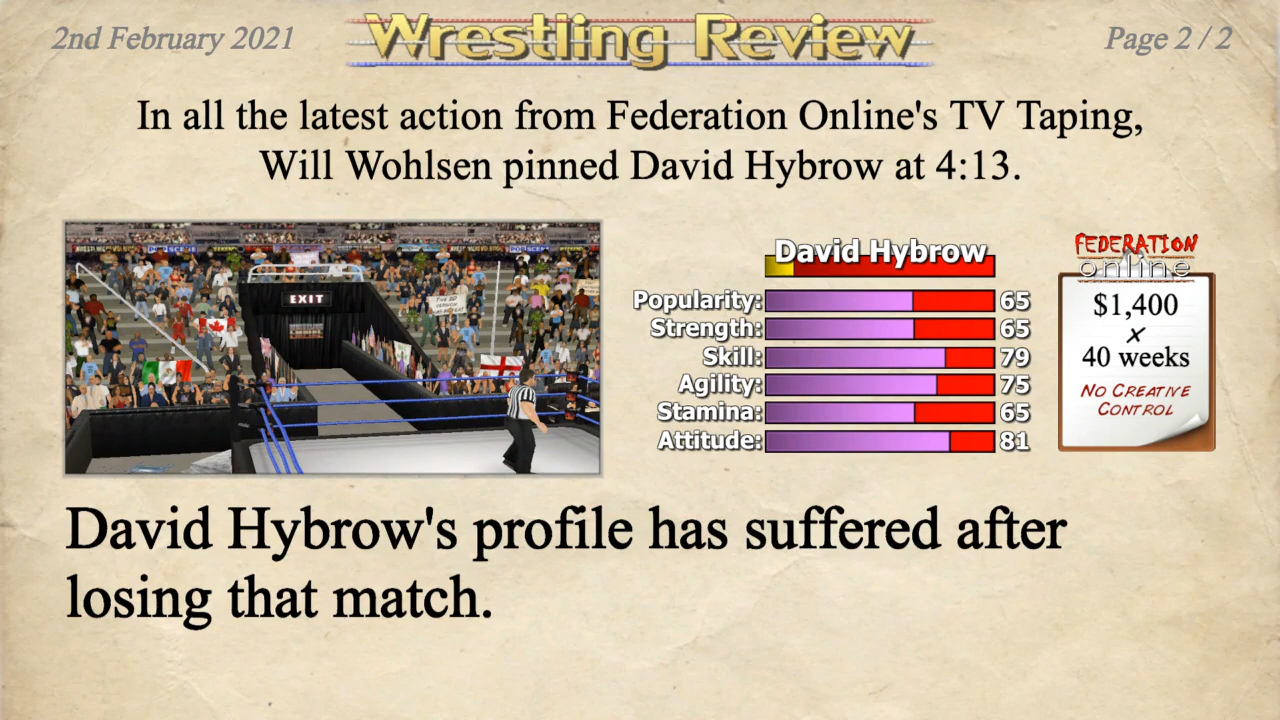 2nd February 2021
Wrestling Review
Page 2 / 2
In all the latest action from Federation Online's TV Taping,
Will Wohlsen pinned David Hybrow at 4:13.
EXIT
David Hybrow
Popularity: 65
Strength: 65
Skill: 79
Agility: 75
Stamina: 65
Attitude: 81
FEDERATION
online
$1,400
x
40 weeks
NO CREATIVE
CONTROL
David Hybrow's profile has suffered after
losing that match.